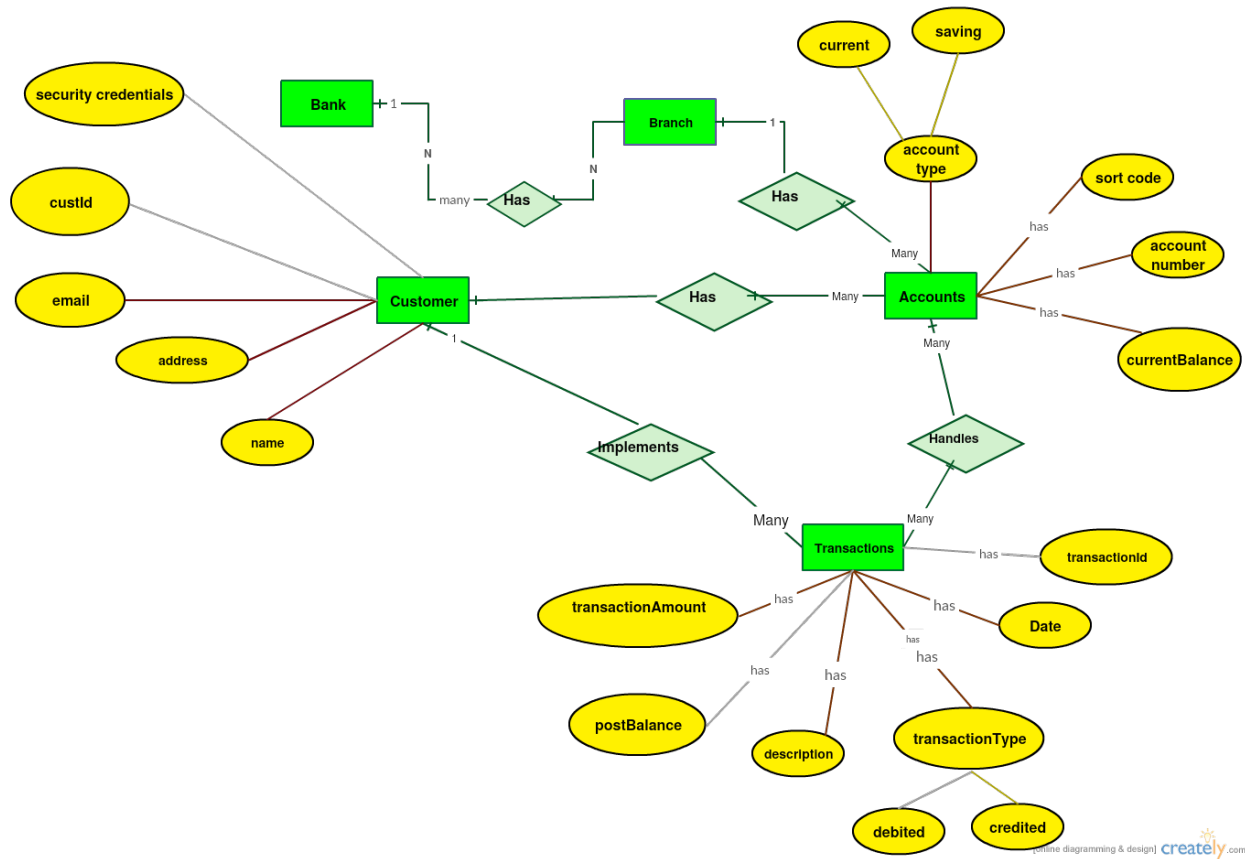 saving
current
security credentials
Bank
1
Branch
1
account
type
N
N
sort code
many
Has
Has
custId
has
Many
account
number
has
email
Customer
Has
Many
Accounts
has
1
Many
address
currentBalance
name
Implements
Handles
Many
Many
Transactions
has
transactionId
transactionAmount
has
has
Date
has
has
has
has
postBalance
description
transactionType
debited
credited
[online diagramming & design]
creately.com